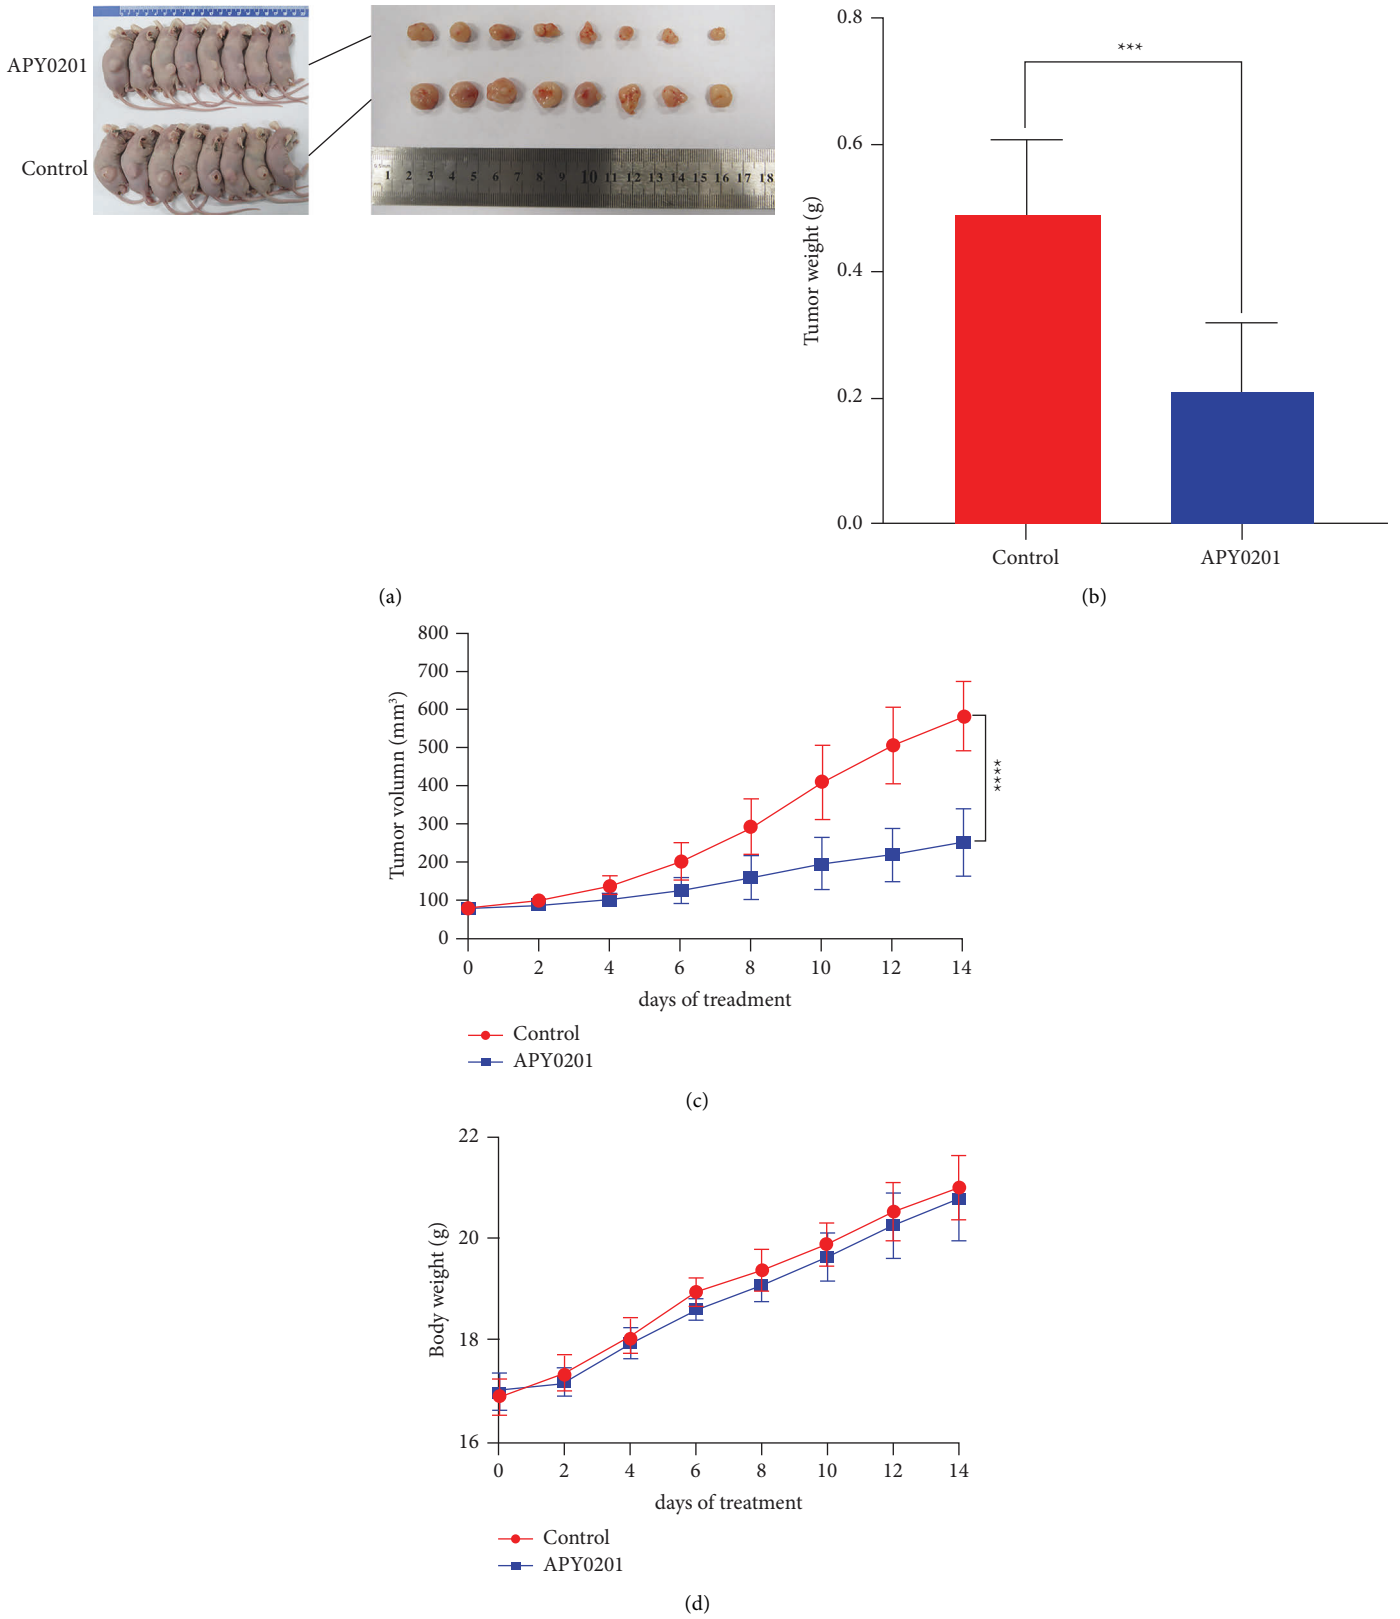 APY0201
Control
1 2 3 4 5 6 7 8 9 10 11 12 13 14 15 16 17 18
(a)
0.8
0.6
0.4
0.2
0.0
Tumor weight (g)
***
Control
APY0201
(b)
800
700
600
500
400
300
200
100
0
Tumor volumn (mm³)
****
0 2 4 6 8 10 12 14
days of treadment
Control
APY0201
(c)
22
20
18
16
Body weight (g)
0 2 4 6 8 10 12 14
days of treatment
Control
APY0201
(d)